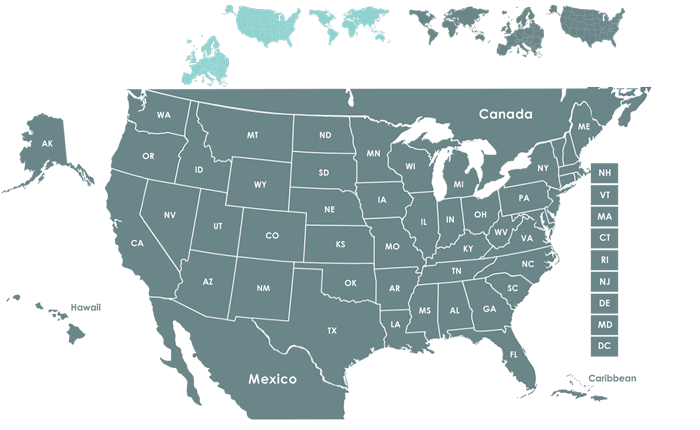 Canada
WA
ME
MT
ND
AK
OR
MN
NY
WI
ID
SD
NH
WY
MI
VT
PA
IA
NE
NV
OH
MA
UT
IL
IN
WV
CO
CT
VA
CA
KS
MO
KY
RI
NC
TN
AZ
OK
NJ
NM
AR
SC
DE
MS
AL
GA
Hawaii
LA
MD
TX
DC
FL
Mexico
Caribbean